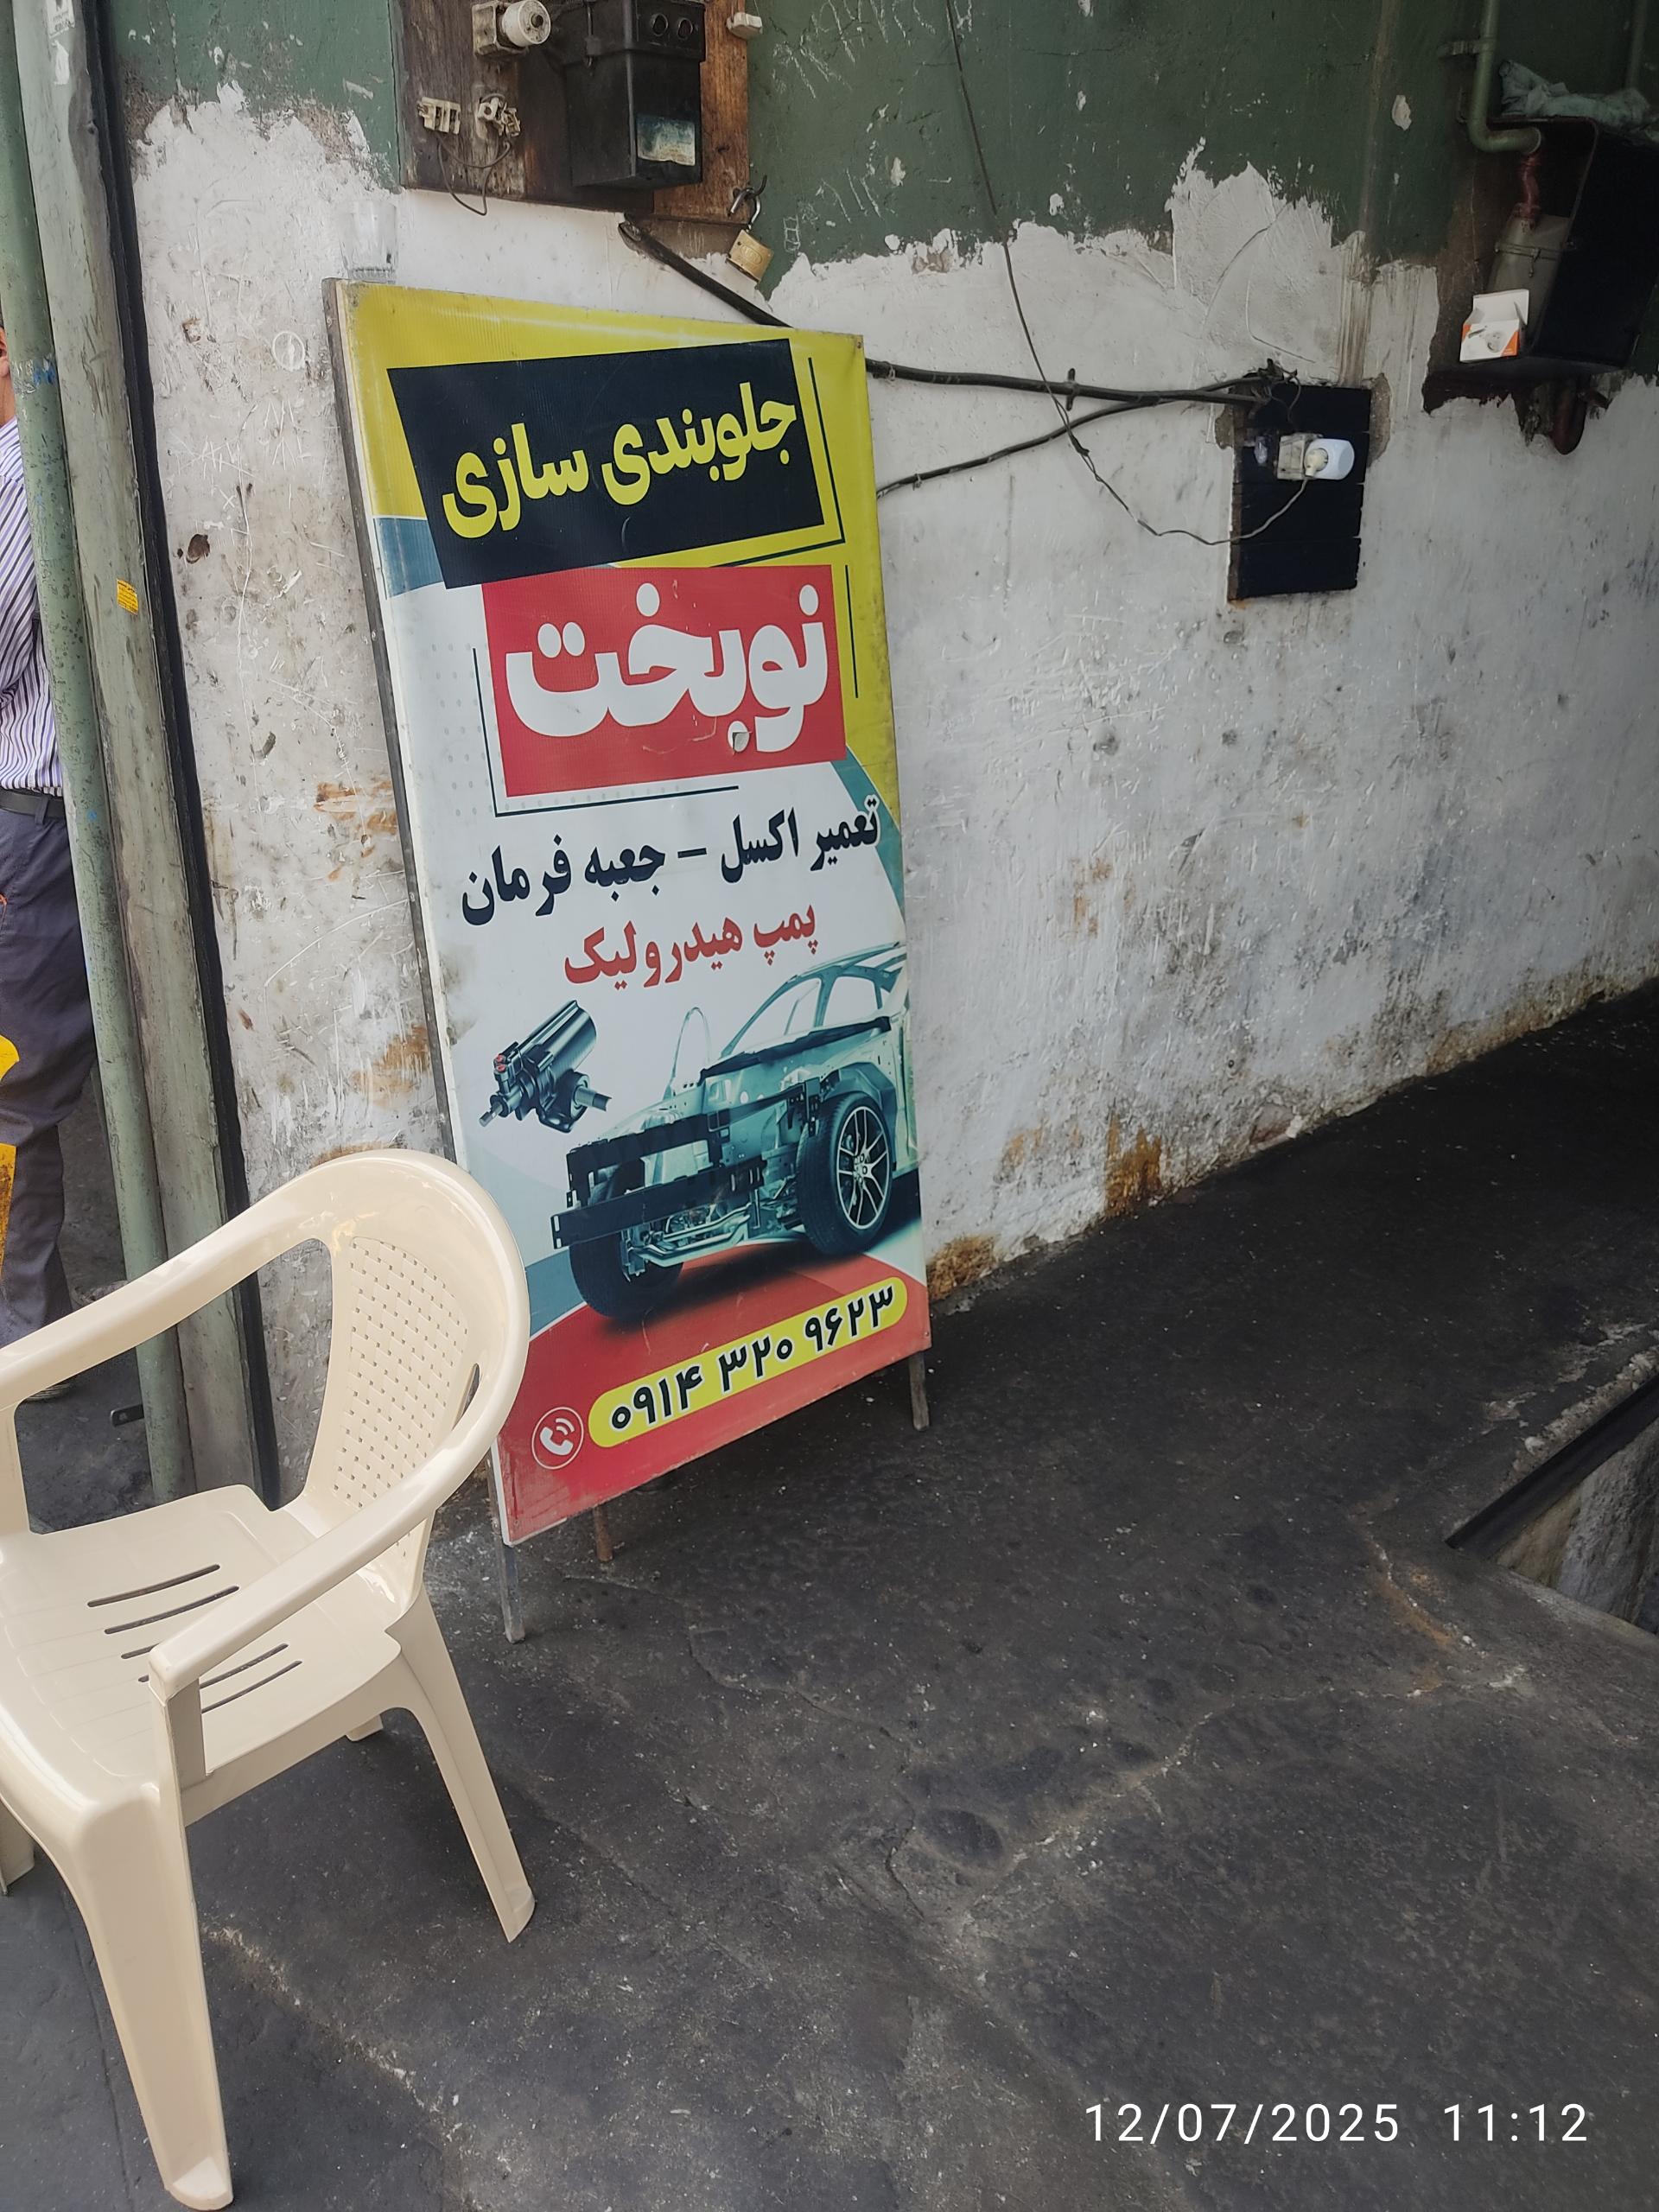 جلوبندی سازی
نوبخت
تعمیر اکسل – جعبه فرمان
پمپ هیدرولیک
۰۹۱۴ ۳۲۰ ۹۶۲۳
12/07/2025 11:12